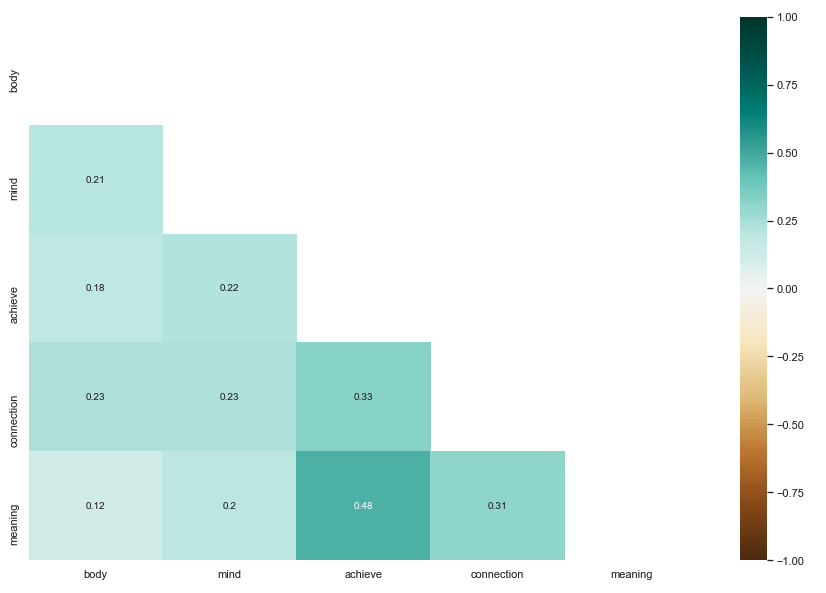 1.00
body
0.75
mind
0.21
0.50
0.25
achieve
0.18 0.22
0.00
−0.25
connection
0.23 0.23 0.33
−0.50
meaning
0.12 0.2 0.48 0.31
−0.75
−1.00
body mind achieve connection meaning